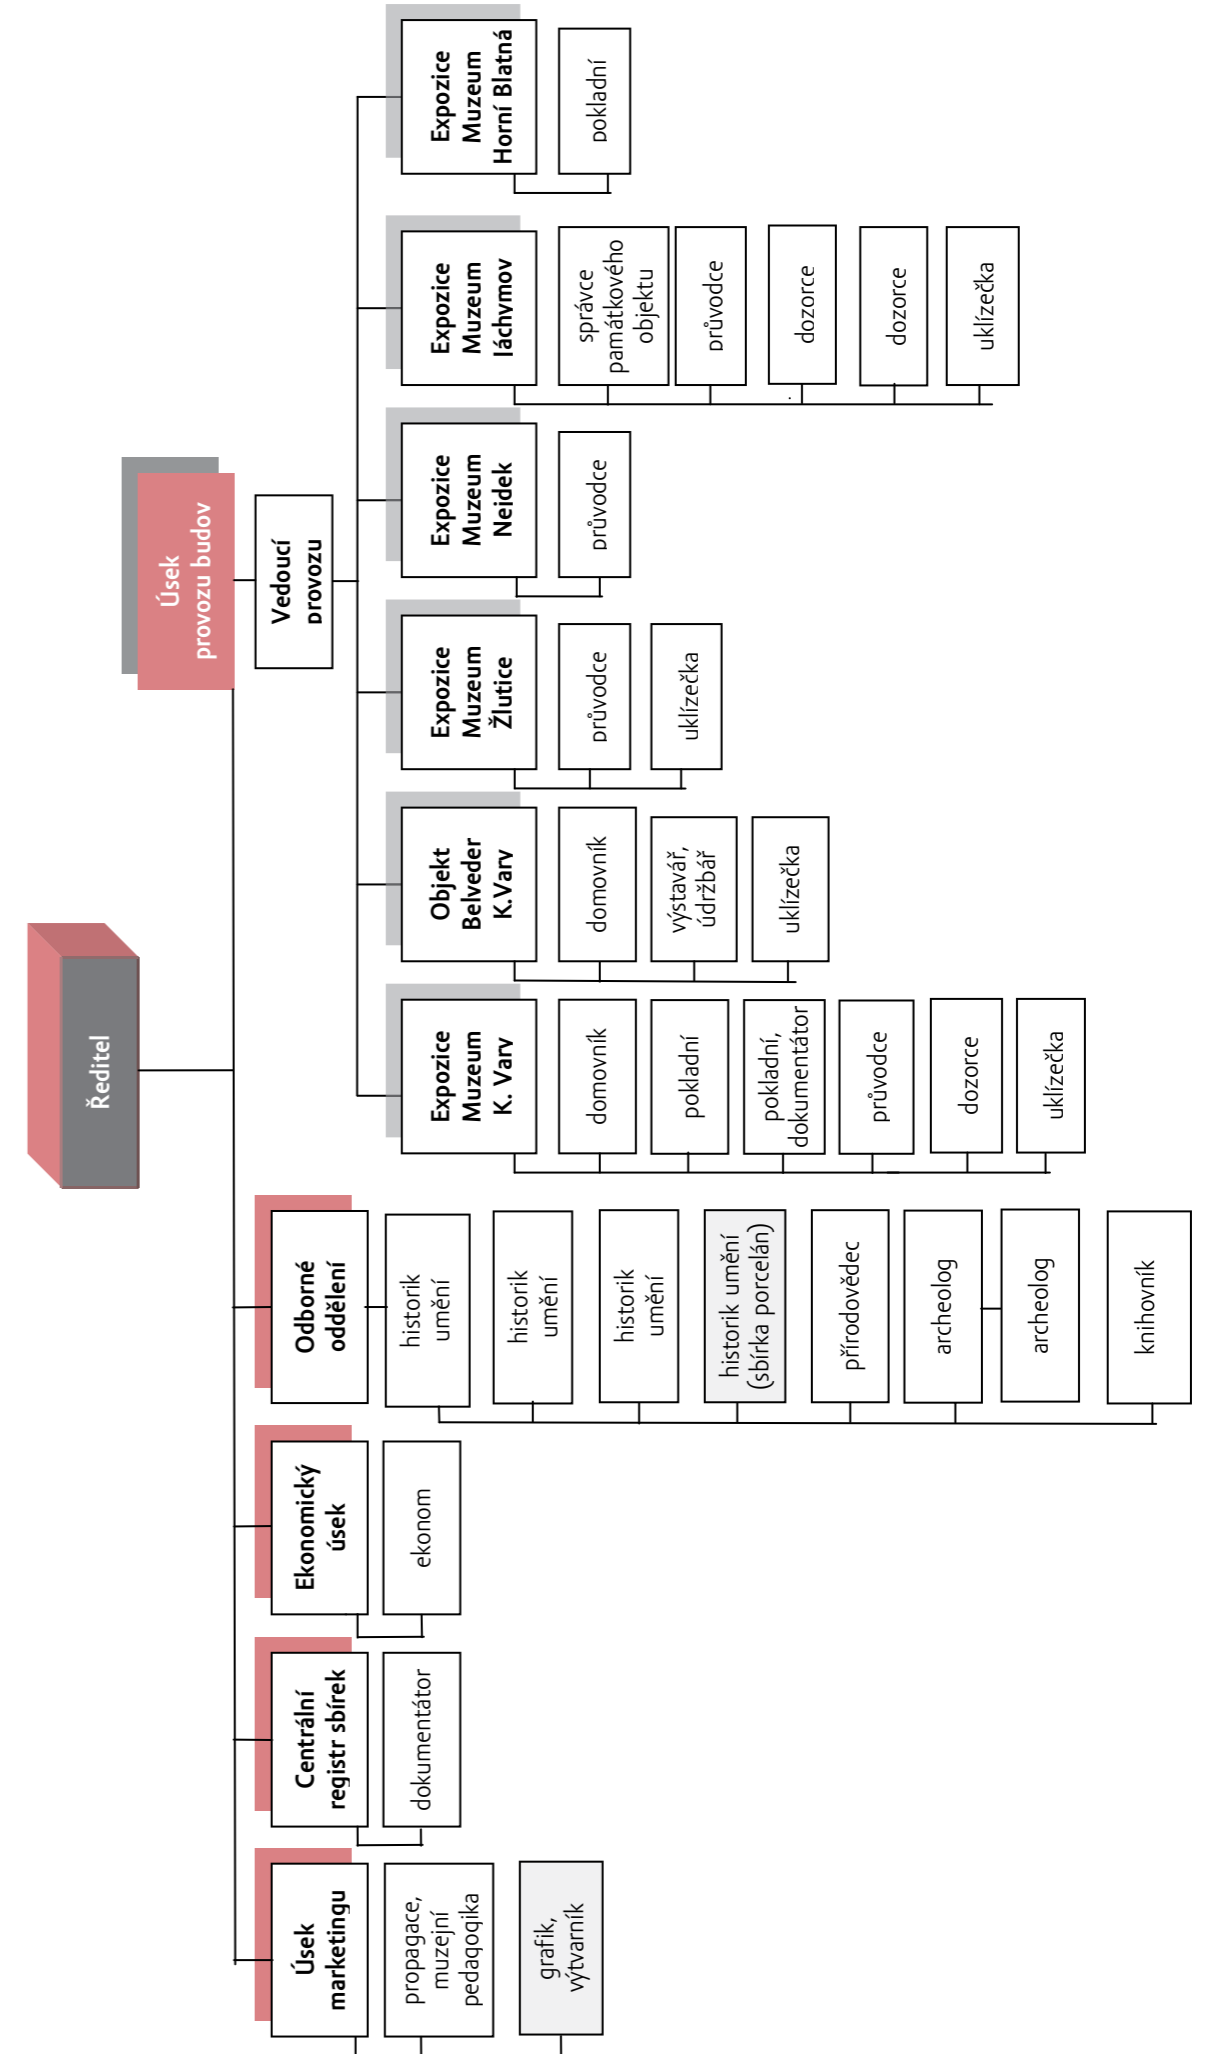 Ředitel
Úsek
provozu budov
Vedoucí
provozu
Úsek
marketingu
propagace,
muzejní
pedagogika
grafik,
výtvarník
Centrální
registr sbírek
dokumentátor
Ekonomický
úsek
ekonom
Odborné
oddělení
historik
umění
historik
umění
historik
umění
historik umění
(sbírka porcelán)
přírodovědec
archeolog
archeolog
knihovník
Expozice
Muzeum
K. Vary
domovník
pokladní
pokladní,
dokumentátor
průvodce
dozorce
uklízečka
Objekt
Belveder
K.Vary
domovník
výstavář,
údržbář
uklízečka
Expozice
Muzeum
Žlutice
průvodce
uklízečka
Expozice
Muzeum
Nejdek
průvodce
Expozice
Muzeum
Jáchymov
správce
památkového
objektu
průvodce
dozorce
dozorce
uklízečka
Expozice
Muzeum
Horní Blatná
pokladní